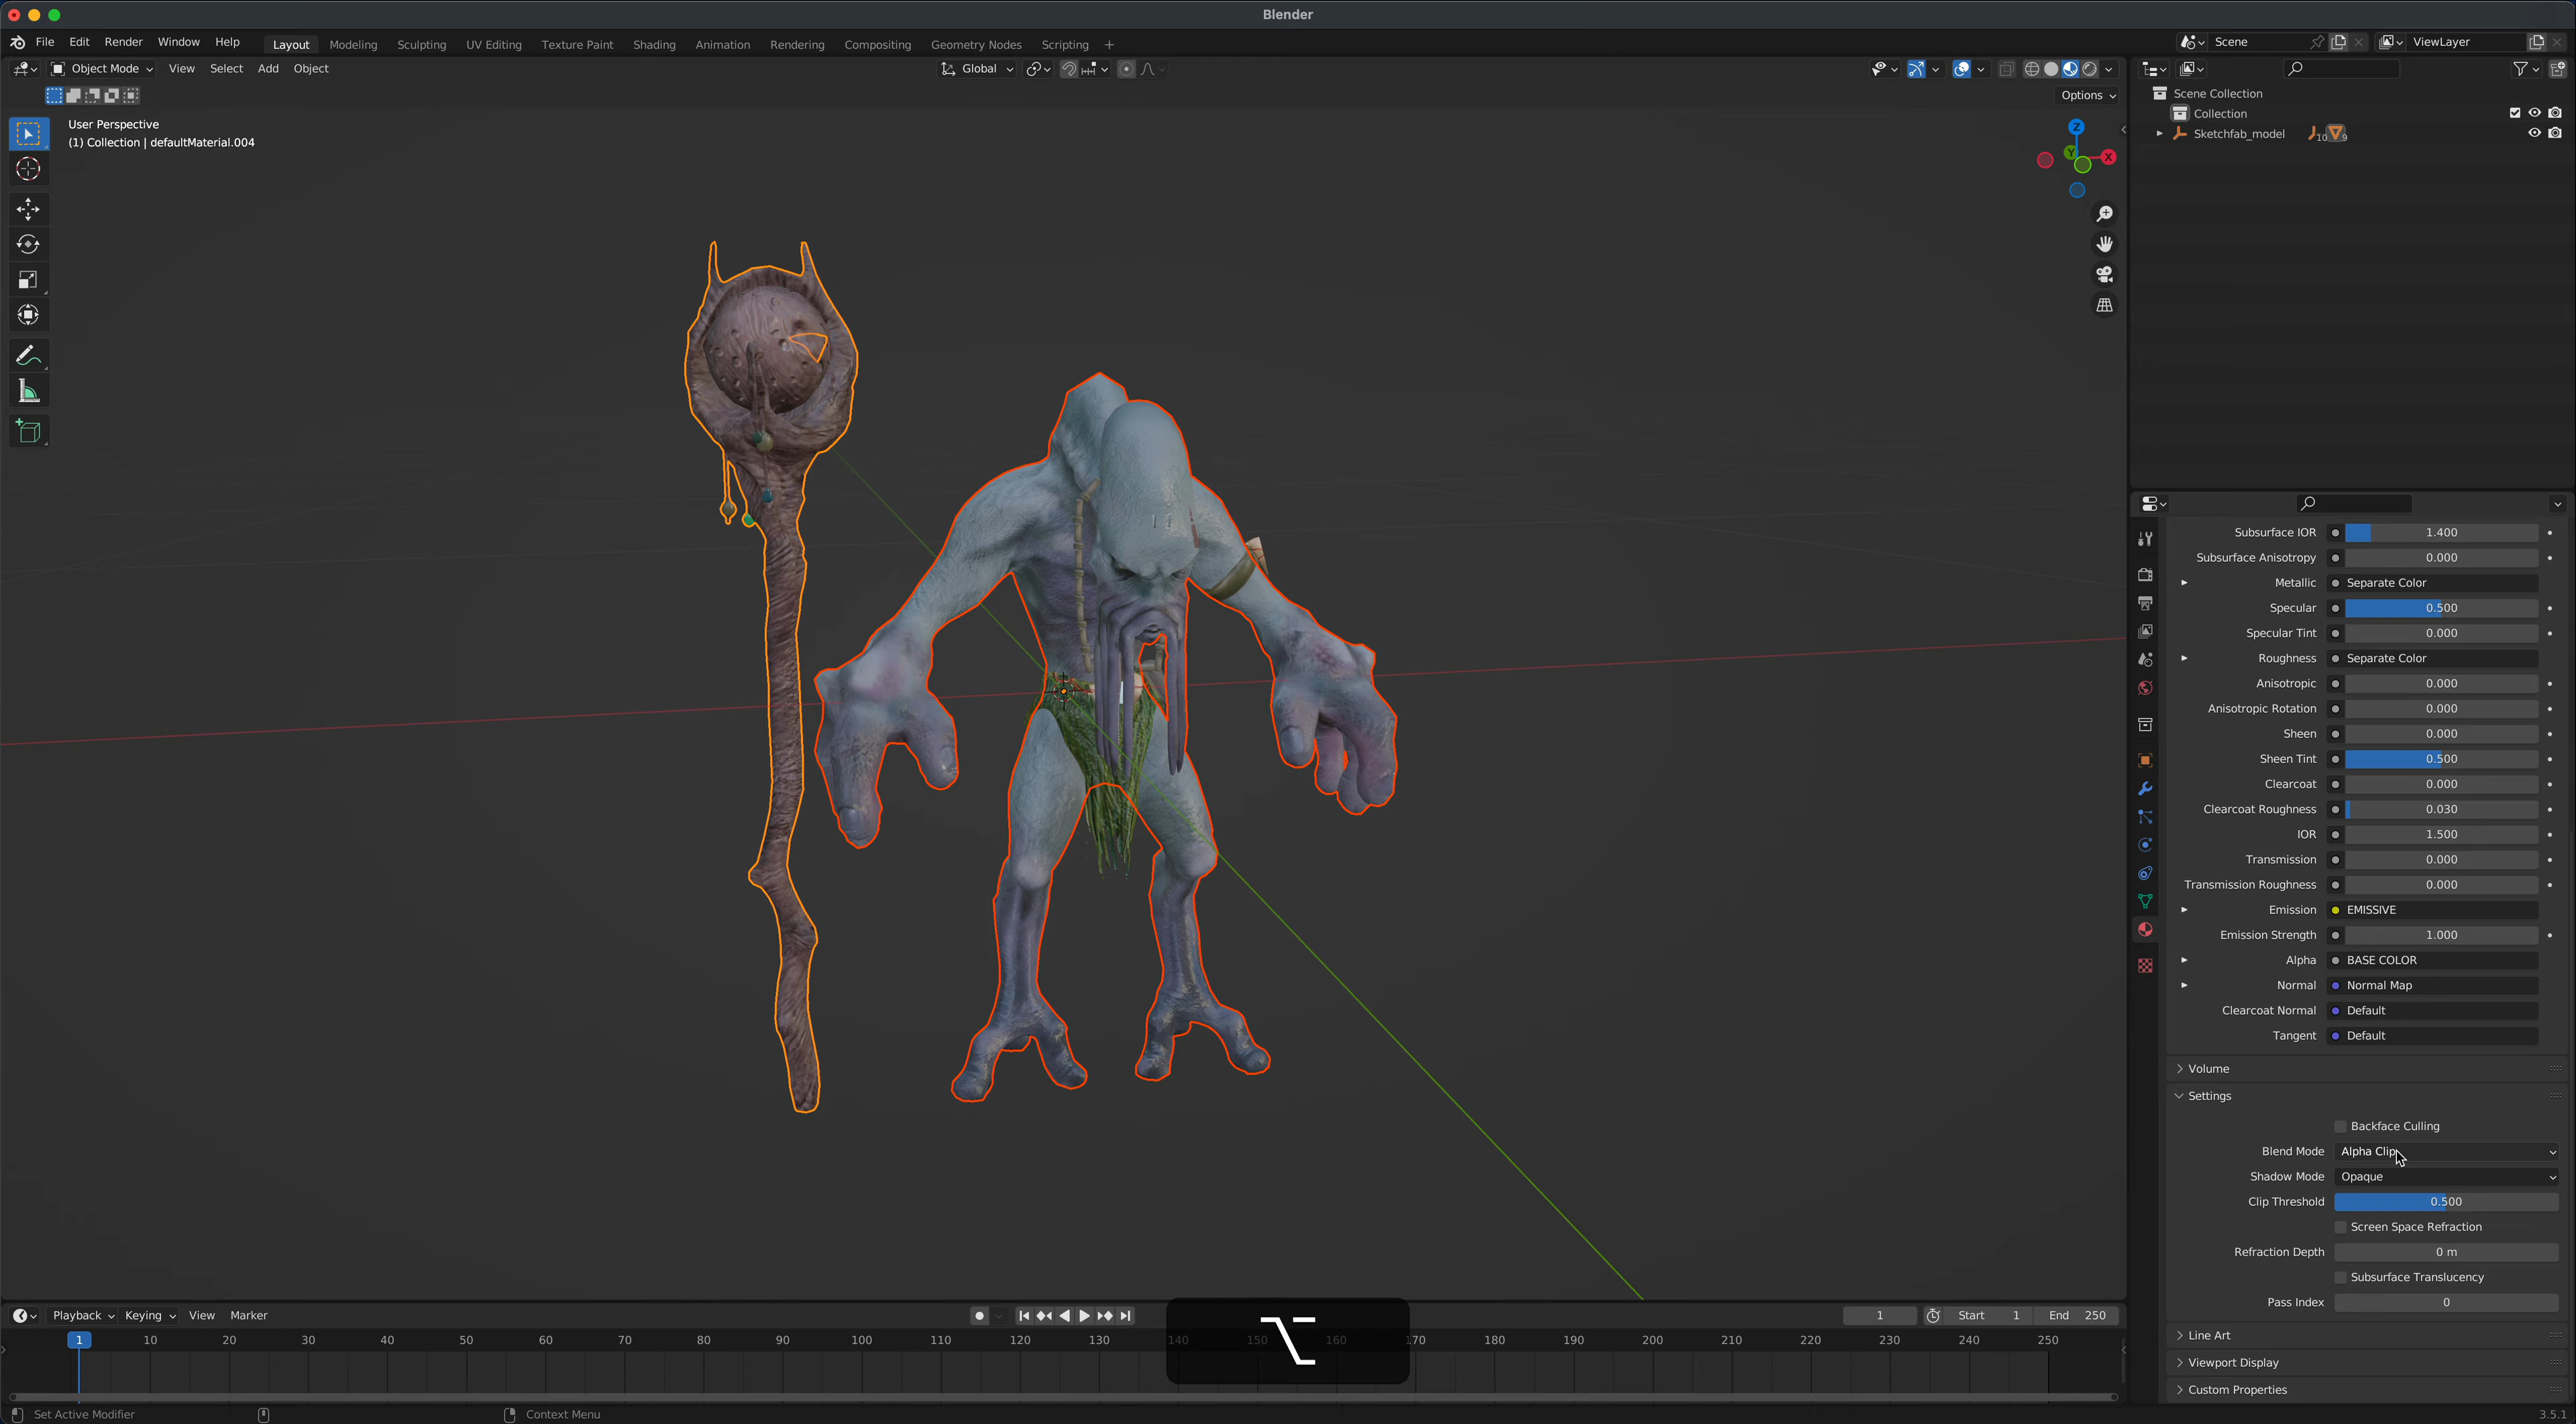 Blender
File Edit Render Window Help Layout Modeling Sculpting UV Editing Texture Paint Shading Animation Rendering Compositing Geometry Nodes Scripting + Scene ViewLayer
Object Mode View Select Add Object Global
Options
User Perspective
(1) Collection | defaultMaterial.004
Z
Y
X
Scene Collection
Collection
Sketchfab_model 10 9
Subsurface IOR 1.400
Subsurface Anisotropy 0.000
Metallic Separate Color
Specular 0.500
Specular Tint 0.000
Roughness Separate Color
Anisotropic 0.000
Anisotropic Rotation 0.000
Sheen 0.000
Sheen Tint 0.500
Clearcoat 0.000
Clearcoat Roughness 0.030
IOR 1.500
Transmission 0.000
Transmission Roughness 0.000
Emission EMISSIVE
Emission Strength 1.000
Alpha BASE COLOR
Normal Normal Map
Clearcoat Normal Default
Tangent Default
Volume
Settings
Backface Culling
Blend Mode Alpha Clip
Shadow Mode Opaque
Clip Threshold 0.500
Screen Space Refraction
Refraction Depth 0 m
Subsurface Translucency
Pass Index 0
Line Art
Viewport Display
Custom Properties
Playback Keying View Marker 1 Start 1 End 250
1 10 20 30 40 50 60 70 80 90 100 110 120 130 140 150 160 170 180 190 200 210 220 230 240 250
Set Active Modifier Context Menu 3.5.1